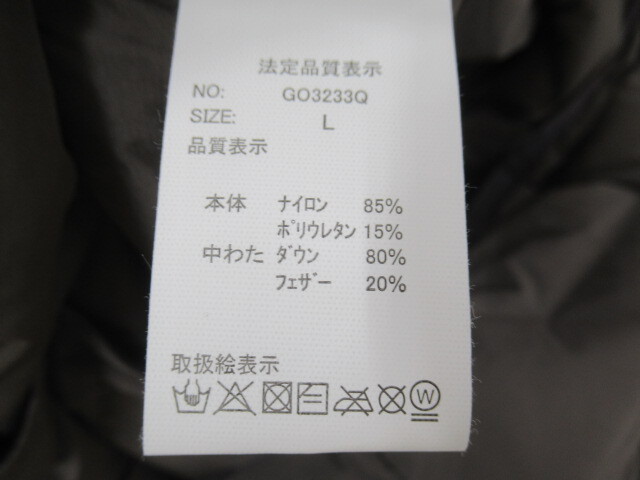 法定品質表示
NO: GO3233Q
SIZE: L
品質表示
本体 ナイロン 85%
ポリウレタン 15%
中わた ダウン 80%
フェザー 20%
取扱絵表示
W